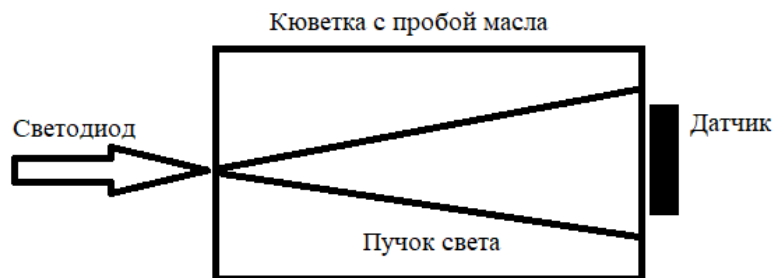 Кюветка с пробой масла
Светодиод
Датчик
Пучок света